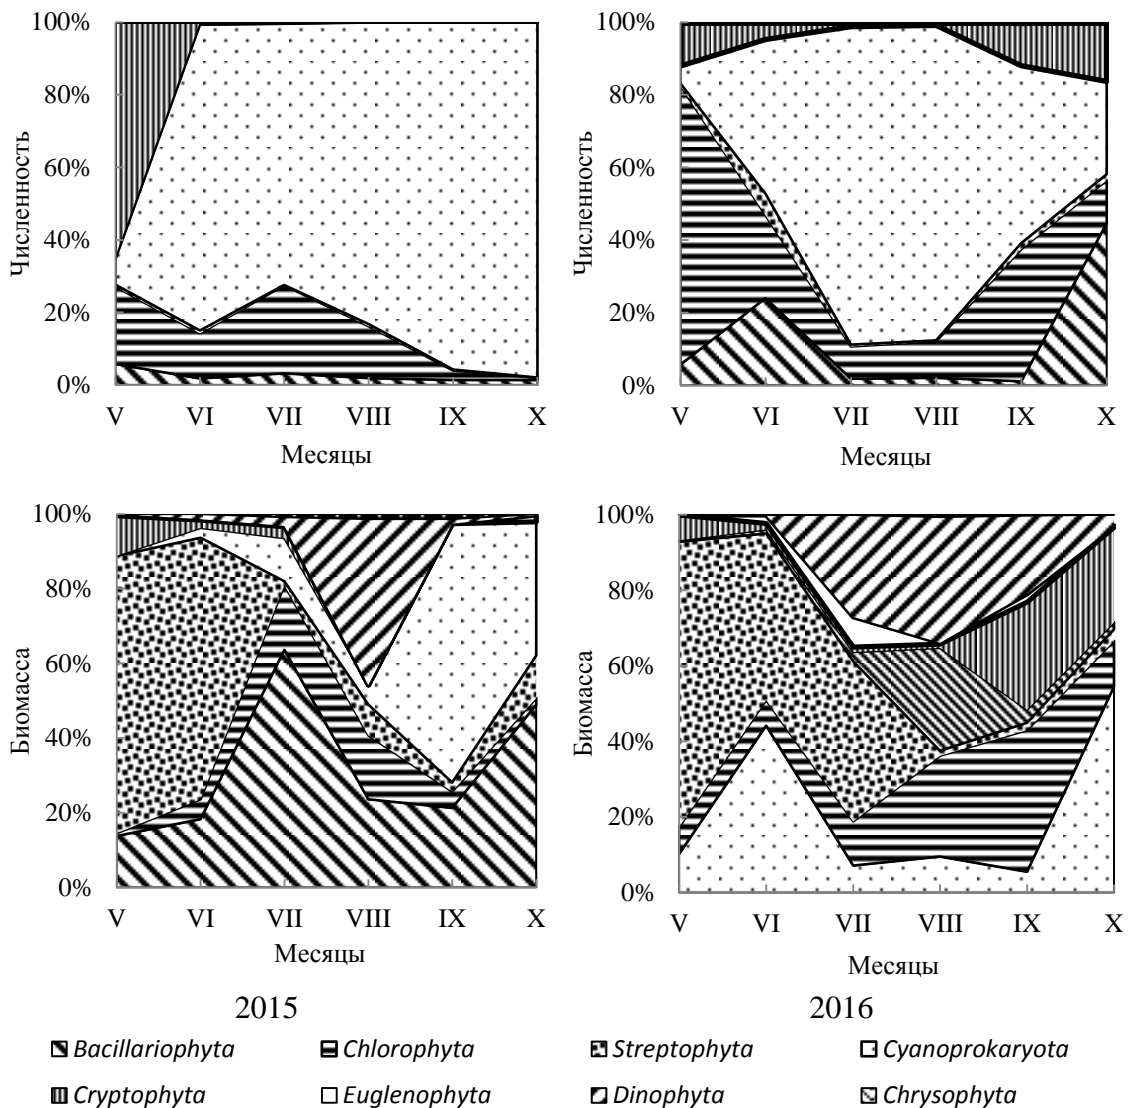 100%
80%
60%
40%
20%
0%
Численность
V VI VII VIII IX X
Месяцы
100%
80%
60%
40%
20%
0%
Численность
V VI VII VIII IX X
Месяцы
100%
80%
60%
40%
20%
0%
Биомасса
V VI VII VIII IX X
Месяцы
100%
80%
60%
40%
20%
0%
Биомасса
V VI VII VIII IX X
Месяцы
2015 2016
Bacillariophyta Chlorophyta Streptophyta Cyanoprokaryota
Cryptophyta Euglenophyta Dinophyta Chrysophyta